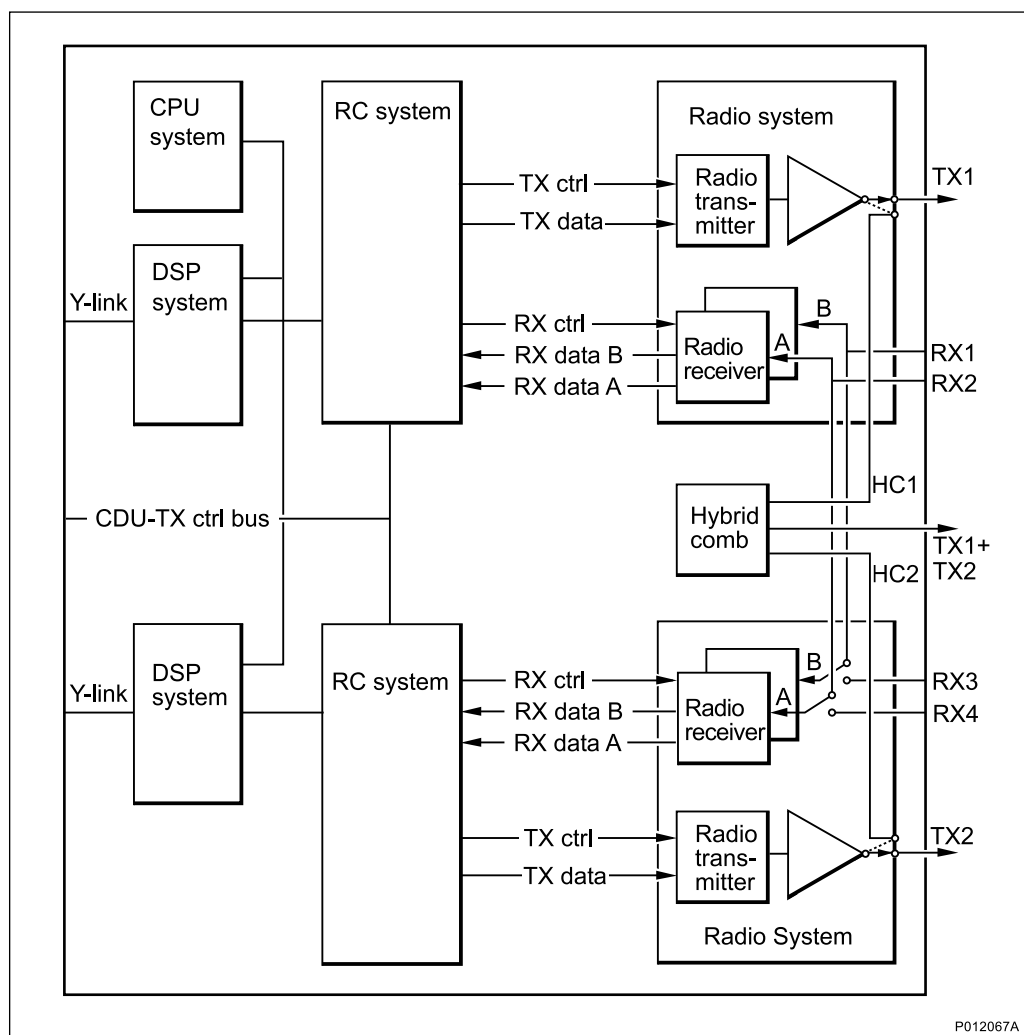 CPU
system
RC system
Radio system
TX ctrl
TX data
Radio
trans-
mitter
TX1
DSP
system
Y-link
RX ctrl
RX data B
RX data A
Radio
receiver
B
A
RX1
RX2
HC1
CDU-TX ctrl bus
Hybrid
comb
TX1+
TX2
HC2
DSP
system
Y-link
RC system
RX ctrl
RX data B
RX data A
Radio
receiver
B
A
RX3
RX4
TX ctrl
TX data
Radio
trans-
mitter
TX2
Radio System
P012067A